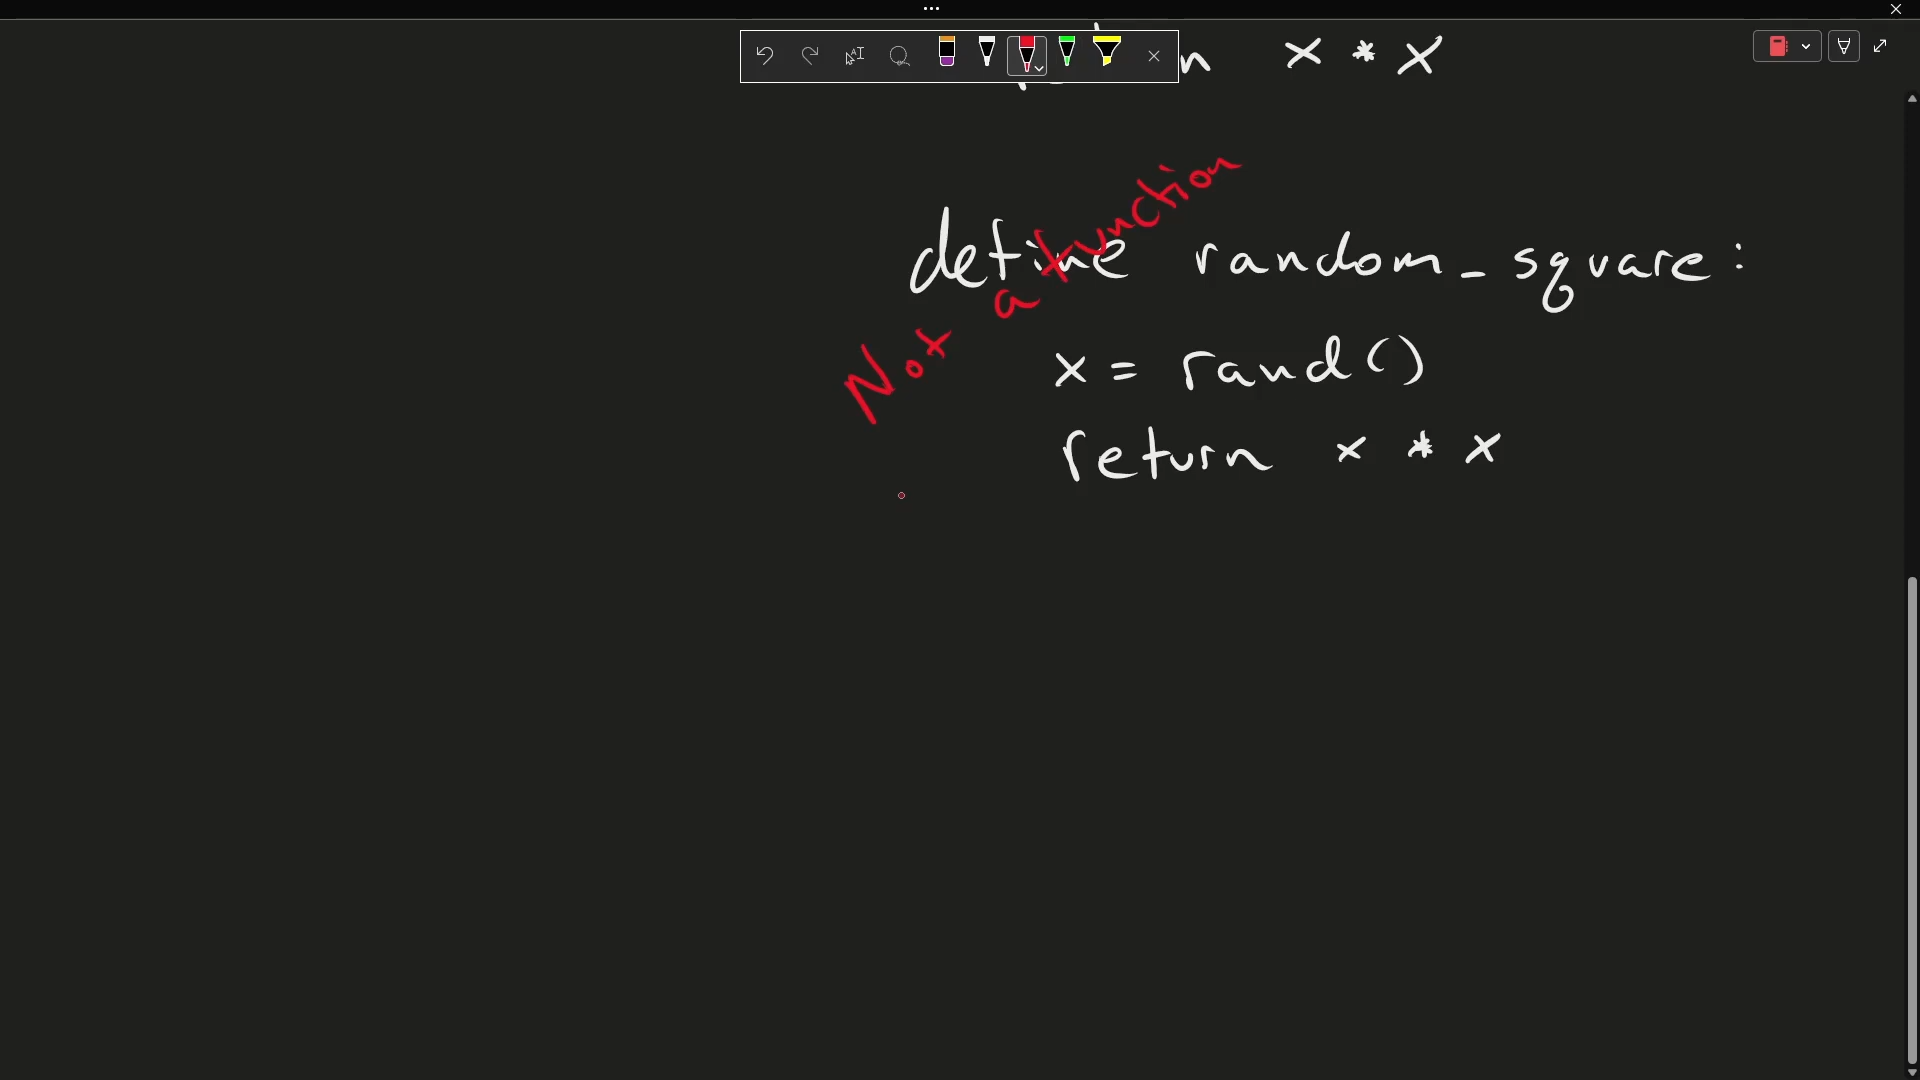 n x * x
Not a function
define random_square:
x = rand()
return x * x